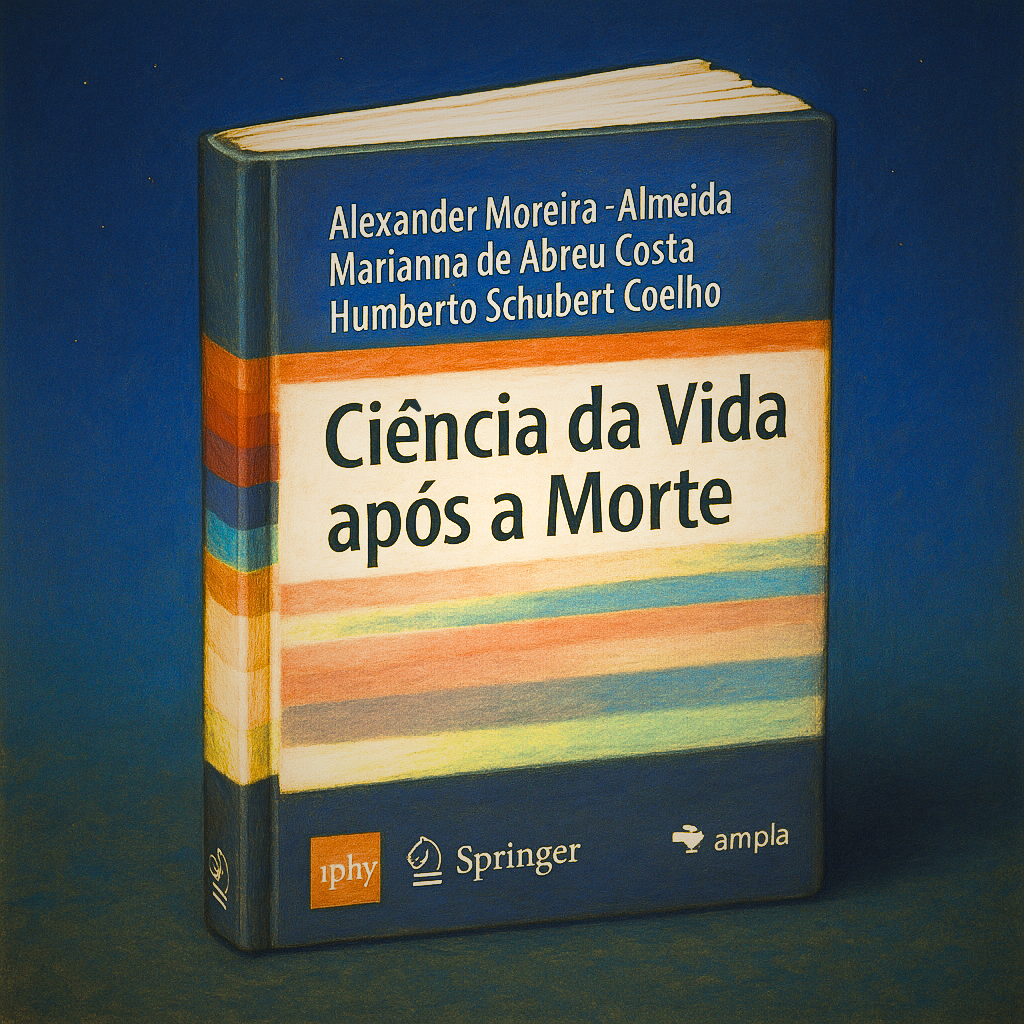 Alexander Moreira-Almeida
Marianna de Abreu Costa
Humberto Schubert Coelho
Ciência da Vida
após a Morte
ıphy
Springer
ampla